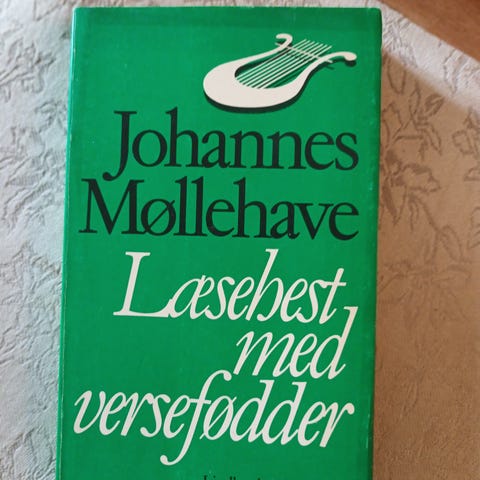 Johannes
Møllehave
Læsehest
med
versefødder